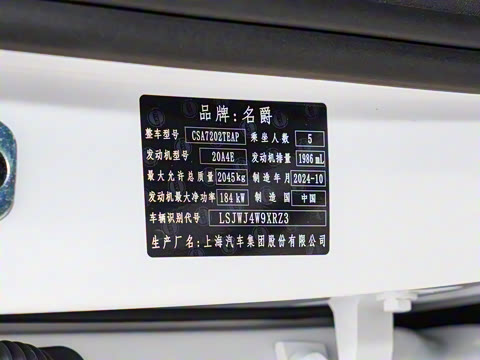 品牌:名爵
整车型号 CSA7202TEAP 乘坐人数 5
发动机型号 20A4E 发动机排量 1986 mL
最大允许总质量 2045kg 制造年月 2024-10
发动机最大净功率 184 kW 制造国 中国
车辆识别代号 LSJWJ4W9XRZ3
生产厂名:上海汽车集团股份有限公司